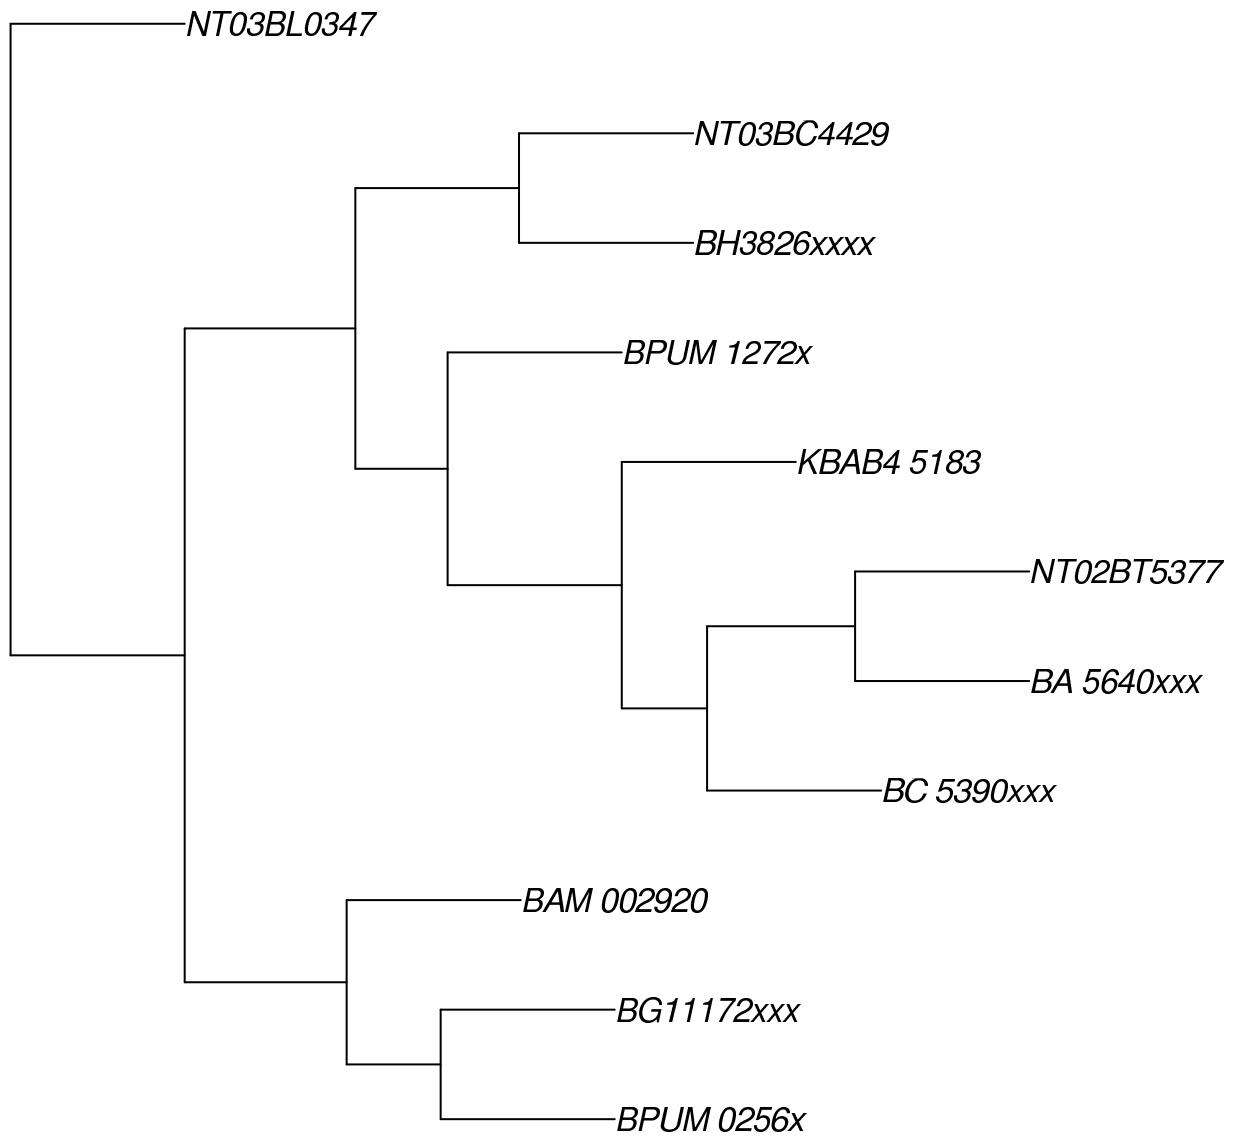 NT03BL0347
NT03BC4429
BH3826xxxx
BPUM 1272x
KBAB4 5183
NT02BT5377
BA 5640xxx
BC 5390xxx
BAM 002920
BG11172xxx
BPUM 0256x